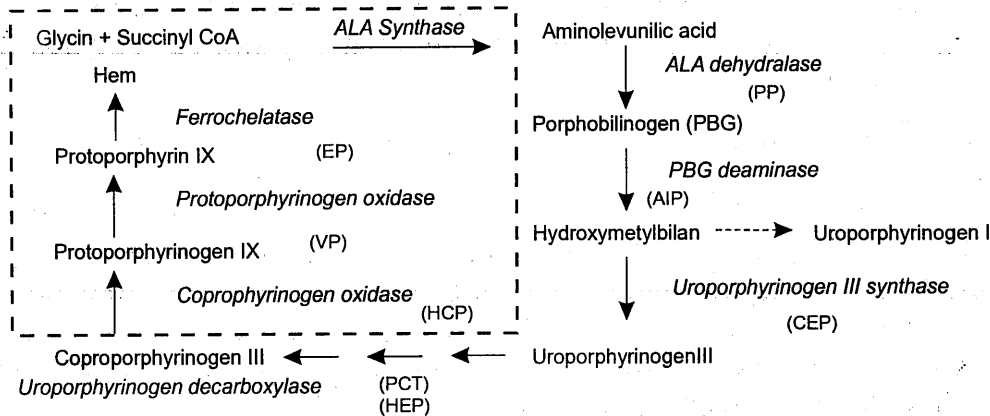 Glycin + Succinyl CoA
ALA Synthase
Aminolevunilic acid
ALA dehydralase
(PP)
Porphobilinogen (PBG)
PBG deaminase
(AIP)
Hydroxymetylbilan
Uroporphyrinogen I
Uroporphyrinogen III synthase
(CEP)
UroporphyrinogenIII
(PCT)
(HEP)
Uroporphyrinogen decarboxylase
Coproporphyrinogen III
Coprophyrinogen oxidase
(HCP)
Protoporphyrinogen IX
(VP)
Protoporphyrinogen oxidase
Protoporphyrin IX
(EP)
Ferrochelatase
Hem